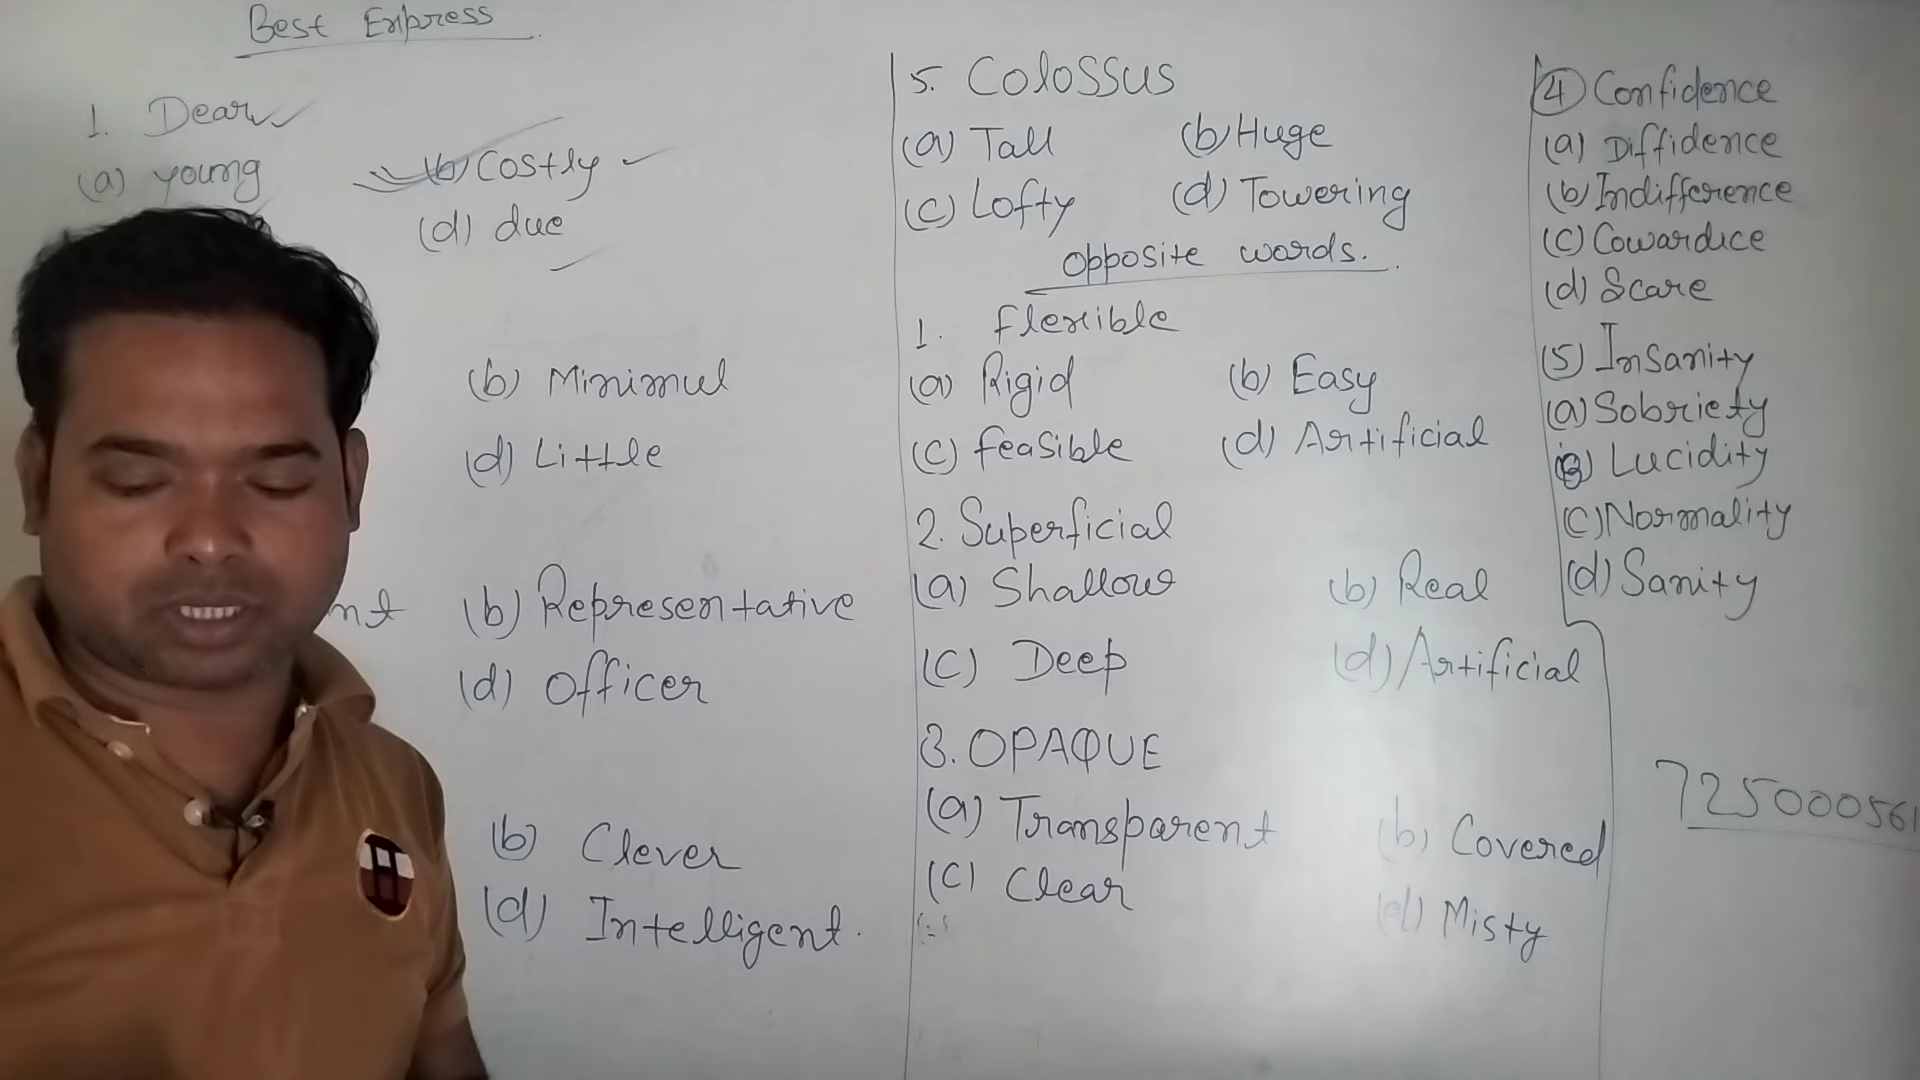 Best Express
1. Dear
(a) young (b) Costly
(d) due
(b) Minimul
(d) Little
nt (b) Representative
(d) Officer
(b) Clever
(d) Intelligent.
5. Colossus
(a) Tall (b) Huge
(c) Lofty (d) Towering
opposite words.
1. flexible
(a) Rigid (b) Easy
(c) feasible (d) Artificial
2. Superficial
(a) Shallow (b) Real
(c) Deep (d) Artificial
3. OPAQUE
(a) Transparent (b) Covered
(c) Clear (d) Misty
4 Confidence
(a) Diffidence
(b) Indifference
(c) Cowardice
(d) Scare
(5) Insanity
(a) Sobriety
(B) Lucidity
(c) Normality
(d) Sanity
725000561
H